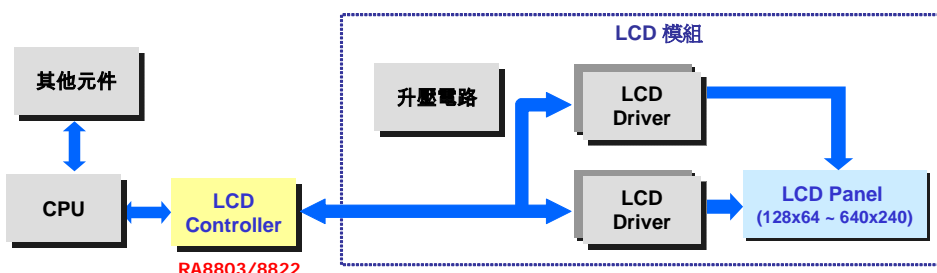 LCD 模組
其他元件
升壓電路
LCD
Driver
CPU
LCD
Controller
LCD
Driver
LCD Panel
(128x64 ~ 640x240)
RA8803/8822